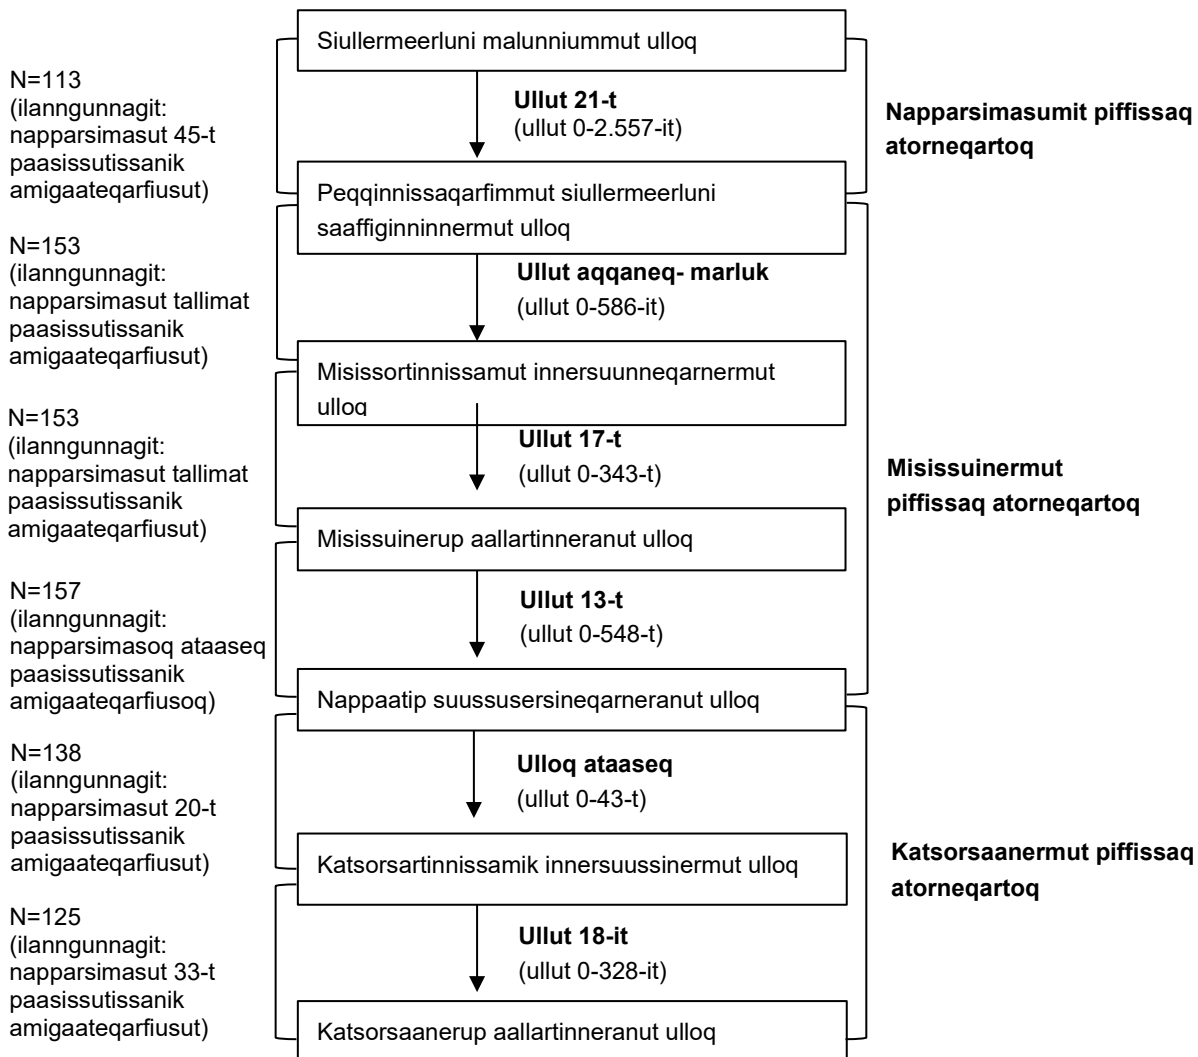 Siullermeerluni malunniummut ulloq
N=113
(ilanngunnagit:
napparsimasut 45-t
paasissutissanik
amigaateqarfiusut)
Ullut 21-t
(ullut 0-2.557-it)
Napparsimasumit piffissaq
atorneqartoq
Peqqinnissaqarfimmut siullermeerluni
saaffiginninnermut ulloq
N=153
(ilanngunnagit:
napparsimasut tallimat
paasissutissanik
amigaateqarfiusut)
Ullut aqqaneq- marluk
(ullut 0-586-it)
Misissortinnissamut innersuunneqarnermut
ulloq
N=153
(ilanngunnagit:
napparsimasut tallimat
paasissutissanik
amigaateqarfiusut)
Ullut 17-t
(ullut 0-343-t)
Misissuinermut
piffissaq atorneqartoq
Misissuinerup aallartinneranut ulloq
N=157
(ilanngunnagit:
napparsimasoq ataaseq
paasissutissanik
amigaateqarfiusoq)
Ullut 13-t
(ullut 0-548-t)
Nappaatip suussusersineqarneranut ulloq
N=138
(ilanngunnagit:
napparsimasut 20-t
paasissutissanik
amigaateqarfiusut)
Ulloq ataaseq
(ullut 0-43-t)
Katsorsartinnissamik innersuussinermut ulloq
Katsorsaanermut piffissaq
atorneqartoq
N=125
(ilanngunnagit:
napparsimasut 33-t
paasissutissanik
amigaateqarfiusut)
Ullut 18-it
(ullut 0-328-it)
Katsorsaanerup aallartinneranut ulloq